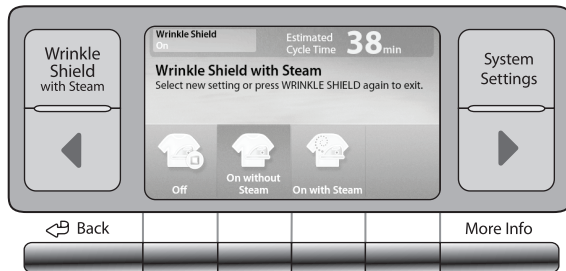 Wrinkle
Shield
with Steam
Wrinkle Shield
On
Estimated
Cycle Time 38 min
Wrinkle Shield with Steam
Select new setting or press WRINKLE SHIELD again to exit.
Off
On without
Steam
On with Steam
System
Settings
Back
More Info